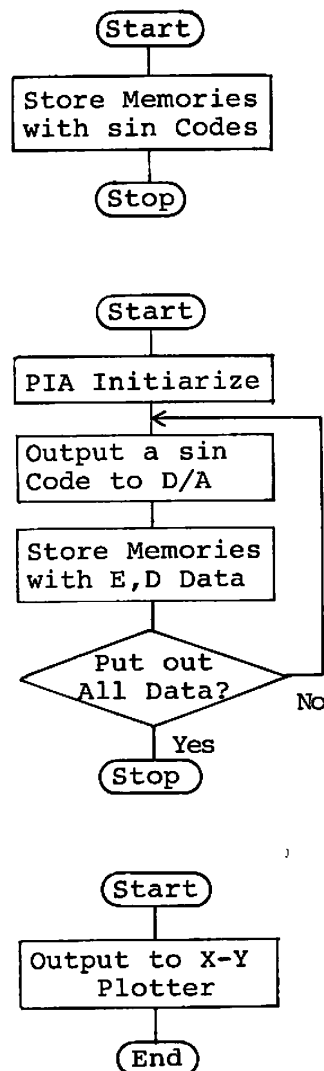 Start
Store Memories
with sin Codes
Stop
Start
PIA Initiarize
Output a sin
Code to D/A
Store Memories
with E,D Data
Put out
All Data?
No
Yes
Stop
Start
Output to X-Y
Plotter
End